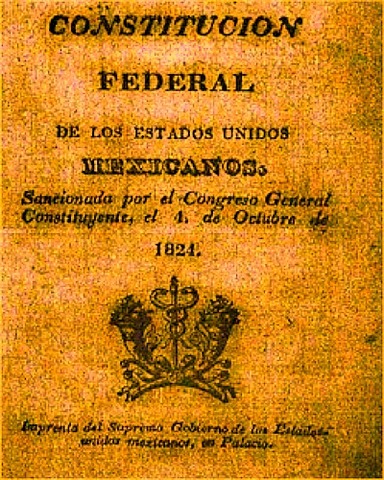 CONSTITUCION
FEDERAL
DE LOS ESTADOS UNIDOS
MEXICANOS.
Sancionada por el Congreso General
Constituyente, el 4. de Octubre de
1824.
Imprenta del Supremo Gobierno de los Estados-
unidos mexicanos, en Palacio.